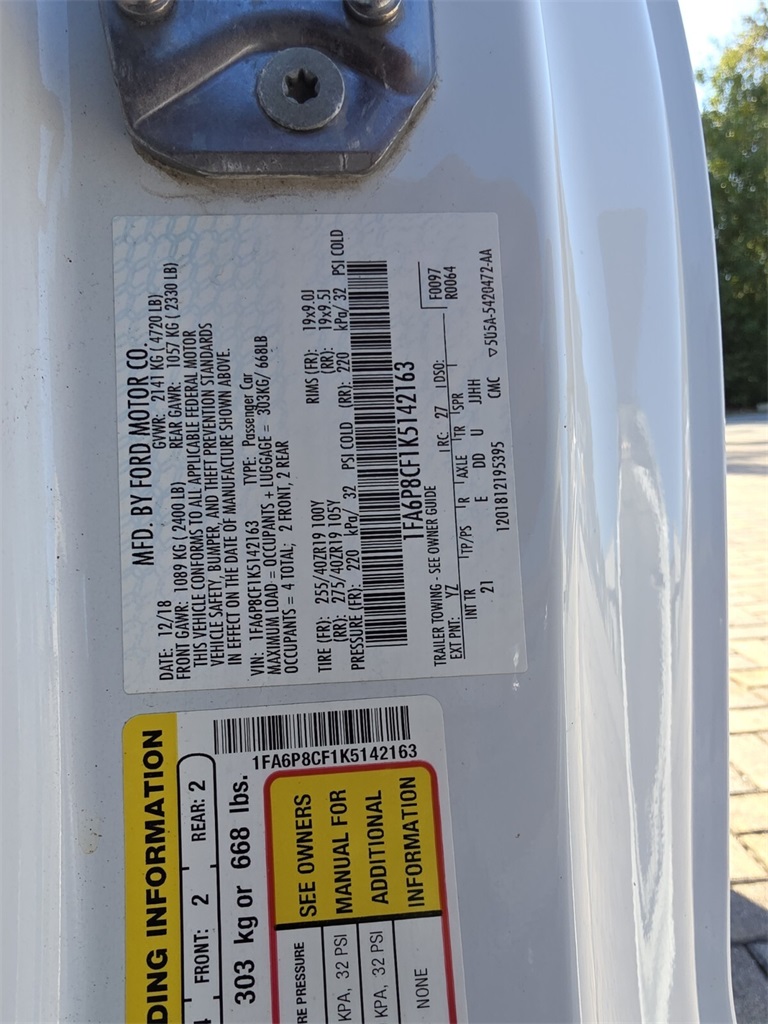 MFD. BY FORD MOTOR CO.
DATE: 12/18 GVWR: 2141 KG ( 4720 LB)
FRONT GAWR: 1089 KG ( 2400 LB) REAR GAWR: 1057 KG ( 2330 LB)
THIS VEHICLE CONFORMS TO ALL APPLICABLE FEDERAL MOTOR
VEHICLE SAFETY, BUMPER, AND THEFT PREVENTION STANDARDS
IN EFFECT ON THE DATE OF MANUFACTURE SHOWN ABOVE.
VIN: 1FA6P8CF1K5142163 TYPE: Passenger Car
MAXIMUM LOAD = OCCUPANTS + LUGGAGE = 303KG/ 668LB
OCCUPANTS = 4 TOTAL; 2 FRONT, 2 REAR
TIRE (FR): 255/40ZR19 100Y RIMS (FR): 19x9.0J
(RR): 275/40ZR19 105Y (RR): 19x9.5J
PRESSURE (FR): 220 kPa/ 32 PSI COLD (RR): 220 kPa/ 32 PSI COLD
1FA6P8CF1K5142163
TRAILER TOWING - SEE OWNER GUIDE F0097
EXT PNT: YZ RC: 27 DSO: R0064
INT TR TP/PS R AXLE TR SPR
21 E DD U JJHH
1201812195395 CMC ▽5U5A-5420472-AA
DING INFORMATION
FRONT: 2 REAR: 2
303 kg or 668 lbs.
1FA6P8CF1K5142163
RE PRESSURE
KPA, 32 PSI
KPA, 32 PSI
NONE
SEE OWNERS
MANUAL FOR
ADDITIONAL
INFORMATION